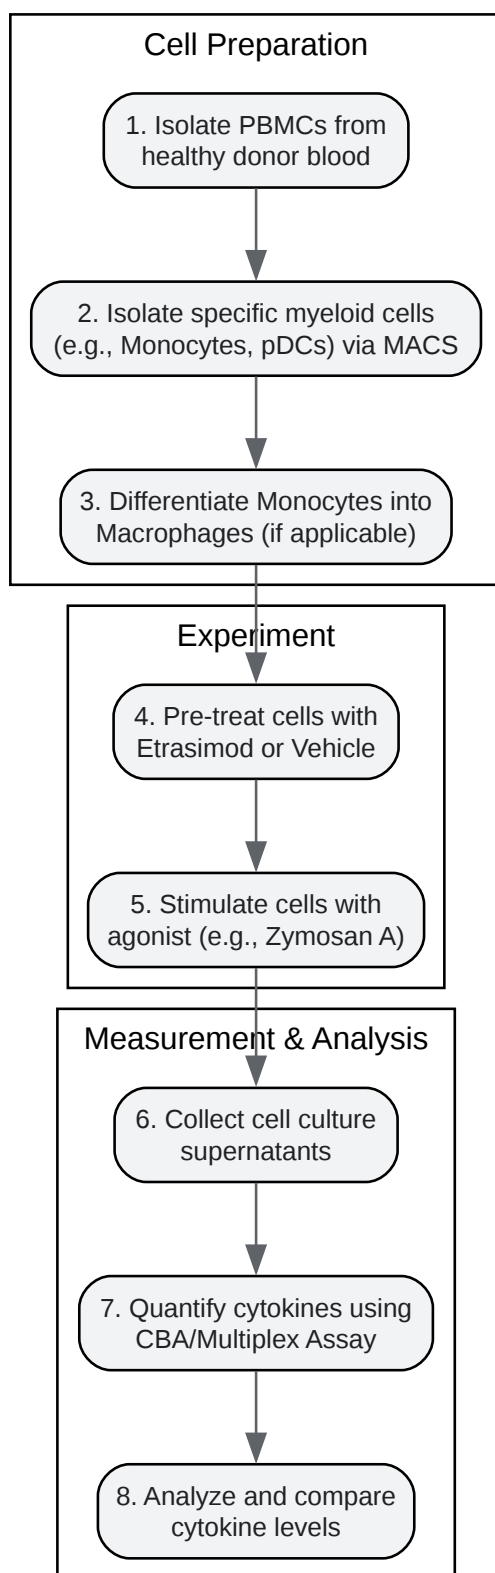 Cell Preparation
1. Isolate PBMCs from
healthy donor blood
2. Isolate specific myeloid cells
(e.g., Monocytes, pDCs) via MACS
3. Differentiate Monocytes into
Macrophages (if applicable)
Experiment
4. Pre-treat cells with
Etrasimod or Vehicle
5. Stimulate cells with
agonist (e.g., Zymosan A)
Measurement & Analysis
6. Collect cell culture
supernatants
7. Quantify cytokines using
CBA/Multiplex Assay
8. Analyze and compare
cytokine levels